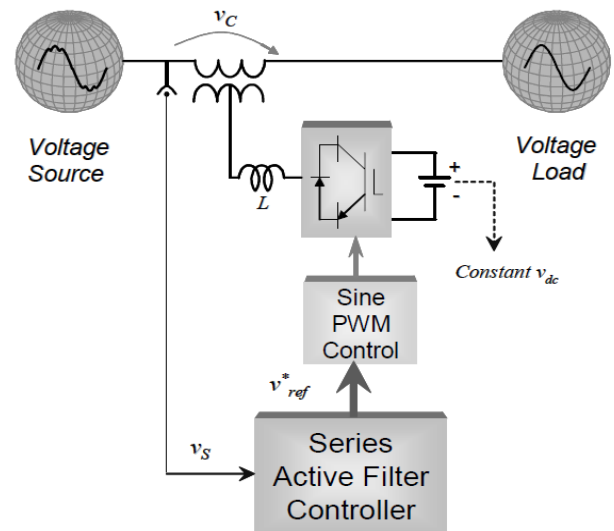 v_C
Voltage
Source
Voltage
Load
L
+
-
Constant v_dc
Sine
PWM
Control
v*_ref
v_S
Series
Active Filter
Controller